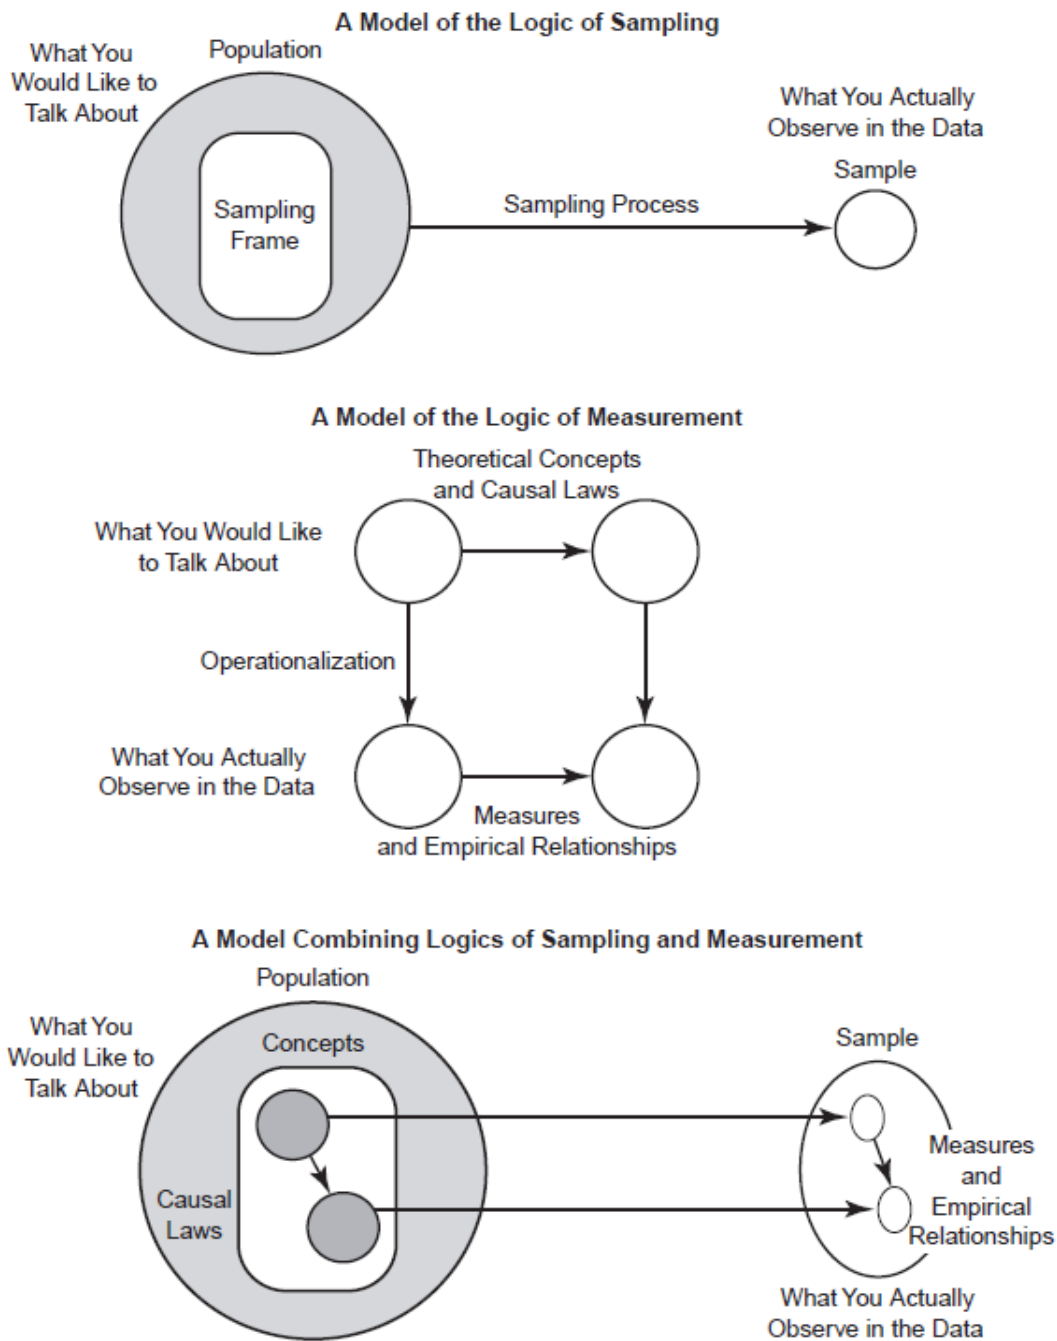 A Model of the Logic of Sampling
What You
Would Like to
Talk About
Population
What You Actually
Observe in the Data
Sample
Sampling
Frame
Sampling Process
A Model of the Logic of Measurement
Theoretical Concepts
and Causal Laws
What You Would Like
to Talk About
Operationalization
What You Actually
Observe in the Data
Measures
and Empirical Relationships
A Model Combining Logics of Sampling and Measurement
Population
What You
Would Like to
Talk About
Concepts
Sample
Causal
Laws
Measures
and
Empirical
Relationships
What You Actually
Observe in the Data